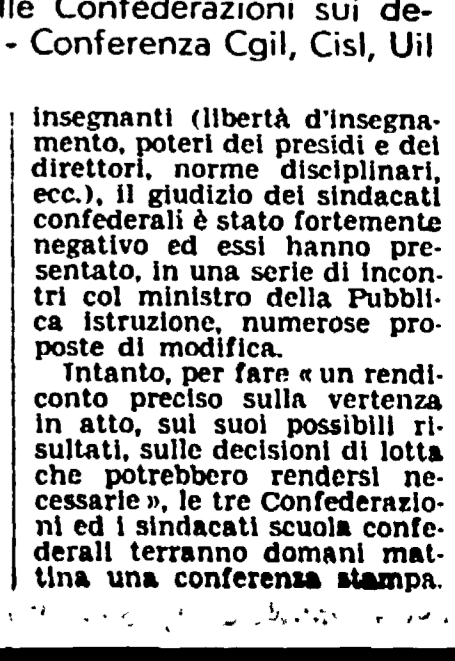 lle Confederazioni sui de-
- Conferenza Cgil, Cisl, Uil
insegnanti (libertà d'insegna-
mento, poteri dei presidi e dei
direttori, norme disciplinari,
ecc.), il giudizio dei sindacati
confederali è stato fortemente
negativo ed essi hanno pre-
sentato, in una serie di incon-
tri col ministro della Pubbli-
ca istruzione, numerose pro-
poste di modifica.
Intanto, per fare « un rendi-
conto preciso sulla vertenza
in atto, sui suoi possibili ri-
sultati, sulle decisioni di lotta
che potrebbero rendersi ne-
cessarie », le tre Confederazio-
ni ed i sindacati scuola confe-
derali terranno domani mat-
tina una conferenza stampa.